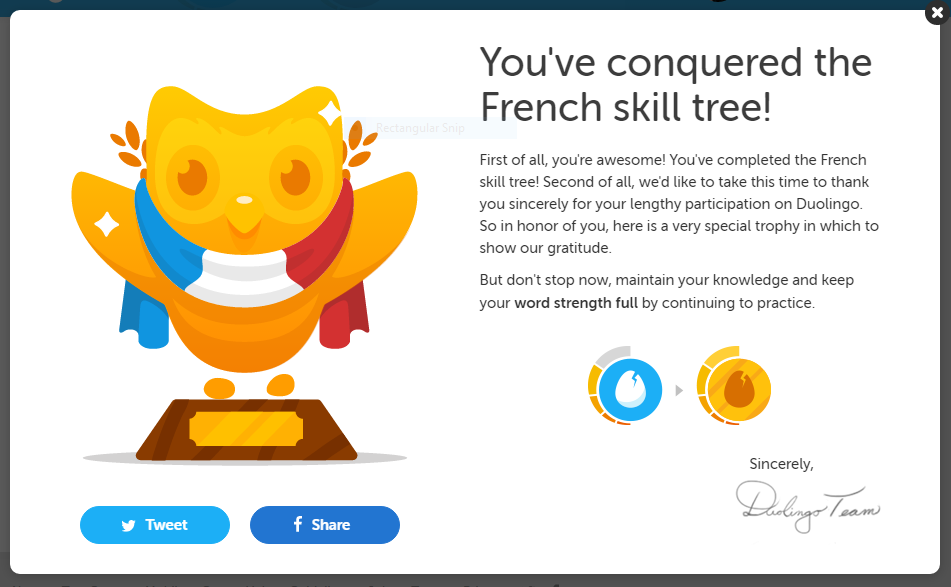 You've conquered the
French skill tree!
Rectangular Snip
First of all, you're awesome! You've completed the French
skill tree! Second of all, we'd like to take this time to thank
you sincerely for your lengthy participation on Duolingo.
So in honor of you, here is a very special trophy in which to
show our gratitude.
But don't stop now, maintain your knowledge and keep
your word strength full by continuing to practice.
Sincerely,
Duolingo Team
Tweet
Share